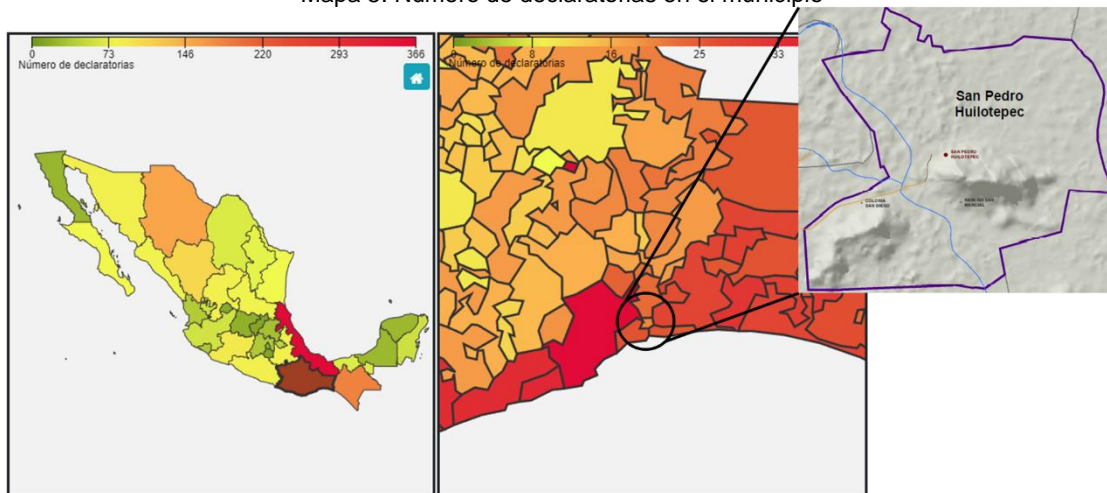 Mapa 3. Número de declaratorias en el municipio
0 73 146 220 293 366
Número de declaratorias
0 8 16 25 33
Número de declaratorias
San Pedro
Huilotepec
SAN PEDRO
HUILOTEPEC
COLONIA
SAN DIEGO